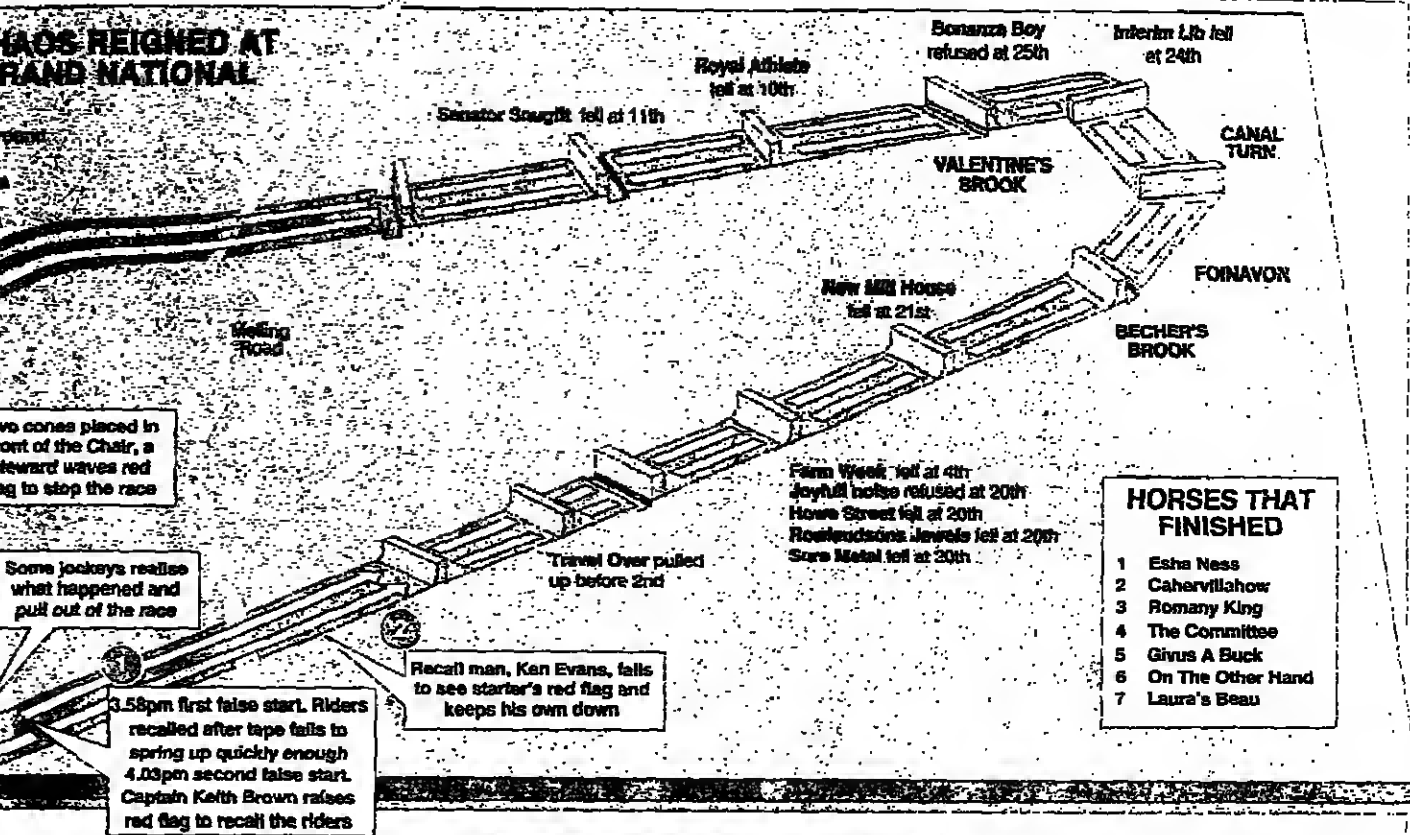 HAOS REIGNED AT
RAND NATIONAL
Senator Snugfit fell at 11th
Royal Athlete
fell at 10th
Bonanza Boy
refused at 25th
Interim Lib fell
at 24th
CANAL
TURN
VALENTINE'S
BROOK
FOINAVON
BECHER'S
BROOK
New Mill House
fell at 21st
Melling
Road
wo cones placed in
ront of the Chair, a
teward waves red
ag to stop the race
Farm Week fell at 4th
Joyfull noise refused at 20th
Howe Street fell at 20th
Rowlandsons Jewels fell at 20th
Sure Metal fell at 20th
Travel Over pulled
up before 2nd
Some jockeys realise
what happened and
pull out of the race
1
2
Recall man, Ken Evans, fails
to see starter's red flag and
keeps his own down
3.58pm first false start. Riders
recalled after tape fails to
spring up quickly enough
4.03pm second false start.
Captain Keith Brown raises
red flag to recall the riders
HORSES THAT
FINISHED
1 Esha Ness
2 Cahervillahow
3 Romany King
4 The Committee
5 Givus A Buck
6 On The Other Hand
7 Laura's Beau